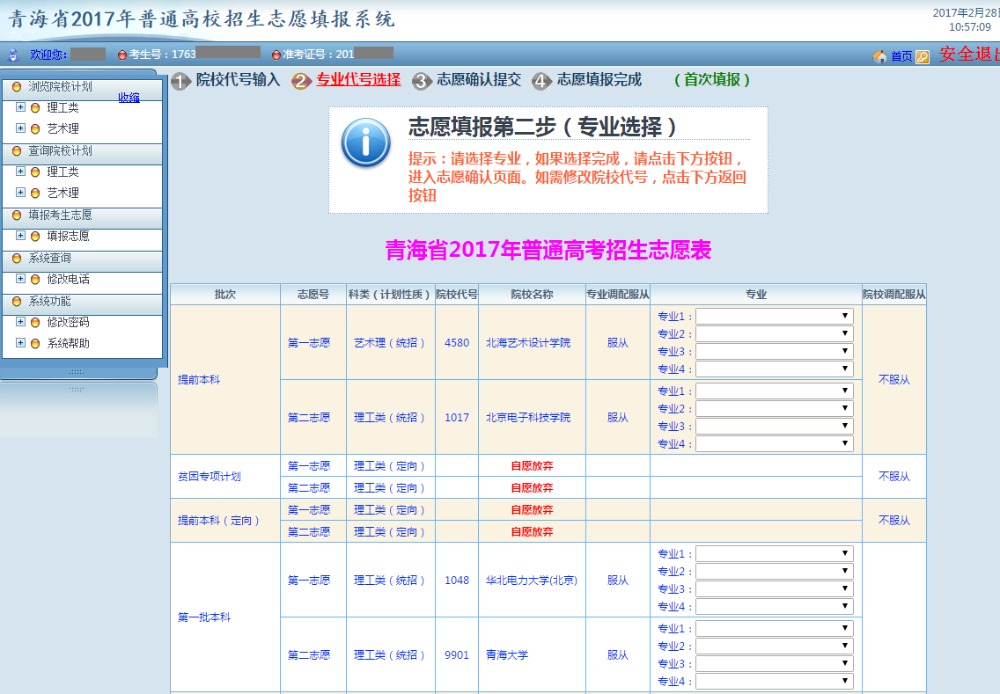 青海省2017年普通高校招生志愿填报系统
2017年2月28
10:57:09
欢迎您: 考生号：1763 准考证号：201
首页 安全退出
浏览院校计划
收缩
理工类
艺术理
查询院校计划
理工类
艺术理
填报考生志愿
填报志愿
系统查询
修改电话
系统功能
修改密码
系统帮助
1 院校代号输入 2 专业代号选择 3 志愿确认提交 4 志愿填报完成 （首次填报）
志愿填报第二步（专业选择）
提示：请选择专业，如果选择完成，请点击下方按钮，
进入志愿确认页面。如需修改院校代号，点击下方返回
按钮
青海省2017年普通高考招生志愿表
批次 志愿号 科类（计划性质） 院校代号 院校名称 专业调配服从 专业 院校调配服从
提前本科 第一志愿 艺术理（统招） 4580 北海艺术设计学院 服从 不服从
专业1：
专业2：
专业3：
专业4：
第二志愿 理工类（统招） 1017 北京电子科技学院 服从
专业1：
专业2：
专业3：
专业4：
贫困专项计划 第一志愿 理工类（定向） 自愿放弃 不服从
第二志愿 理工类（定向） 自愿放弃
提前本科（定向） 第一志愿 理工类（定向） 自愿放弃 不服从
第二志愿 理工类（定向） 自愿放弃
第一批本科 第一志愿 理工类（统招） 1048 华北电力大学(北京) 服从
专业1：
专业2：
专业3：
专业4：
第二志愿 理工类（统招） 9901 青海大学 服从
专业1：
专业2：
专业3：
专业4：